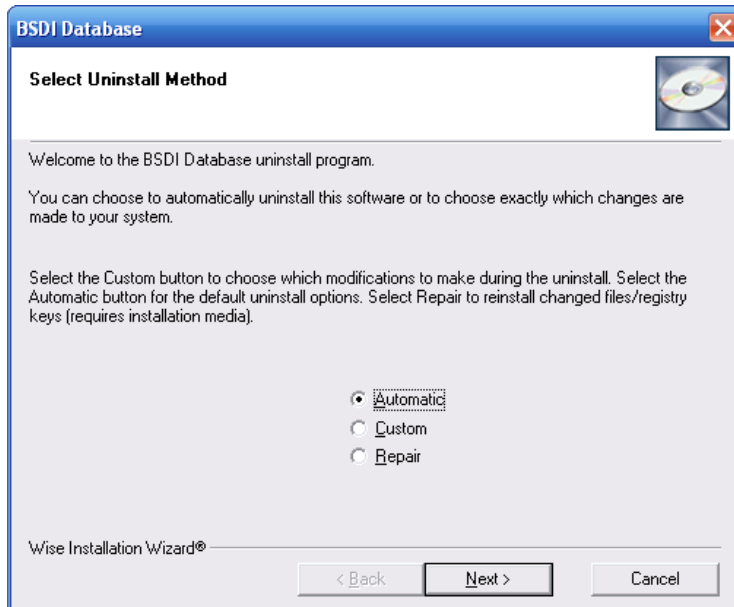 BSDI Database
Select Uninstall Method
Welcome to the BSDI Database uninstall program.
You can choose to automatically uninstall this software or to choose exactly which changes are
made to your system.
Select the Custom button to choose which modifications to make during the uninstall. Select the
Automatic button for the default uninstall options. Select Repair to reinstall changed files/registry
keys (requires installation media).
Automatic
Custom
Repair
Wise Installation Wizard®
< Back
Next >
Cancel